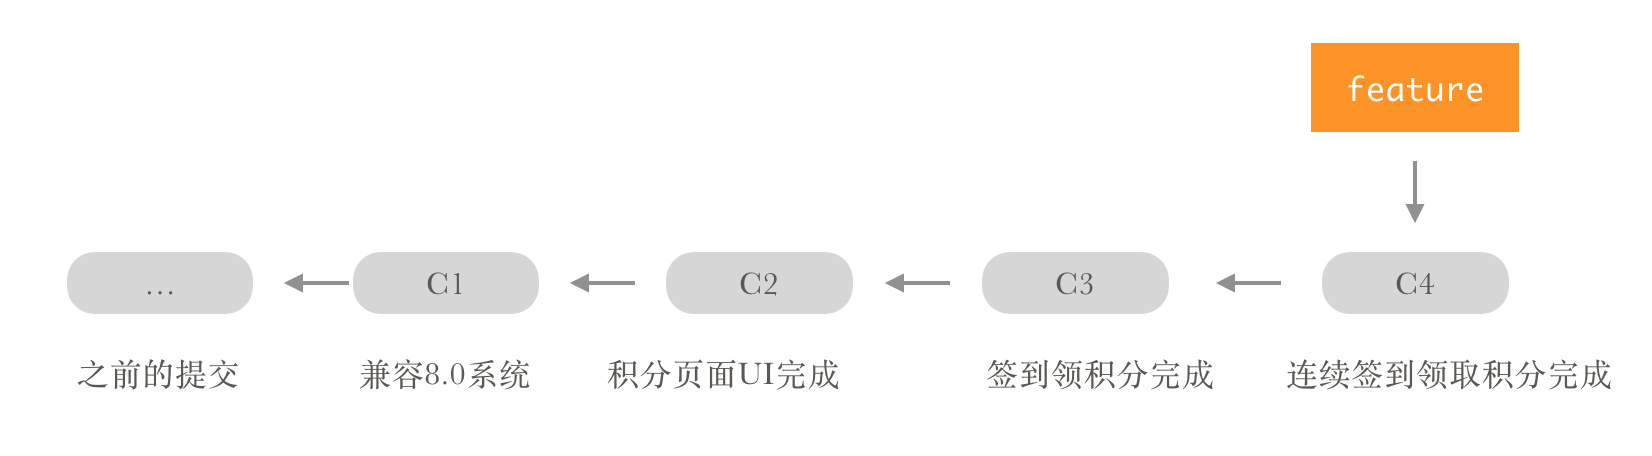 feature
...
C1
C2
C3
C4
之前的提交
兼容8.0系统
积分页面UI完成
签到领积分完成
连续签到领取积分完成